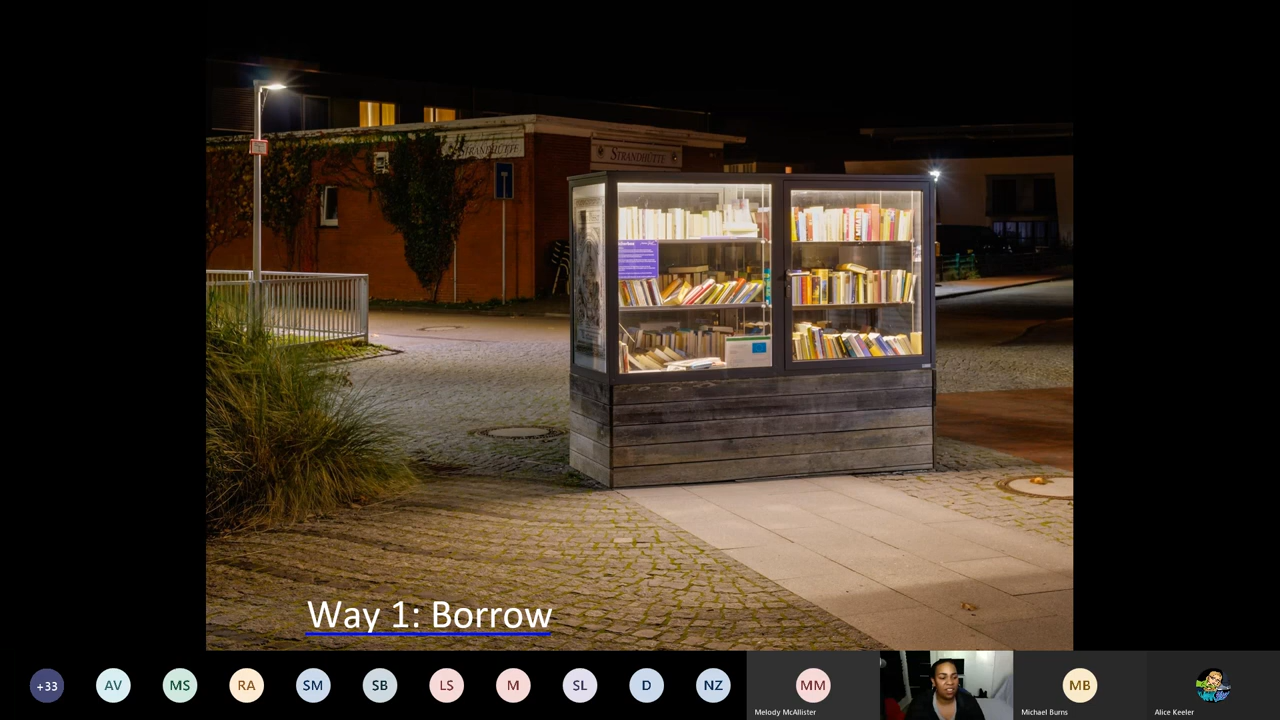 STRANDHÜTTE
STRANDHÜTTE
Way 1: Borrow
+33
AV
MS
RA
SM
SB
LS
M
SL
D
NZ
MM
MB
Melody McAllister
Michael Burns
Alice Keeler